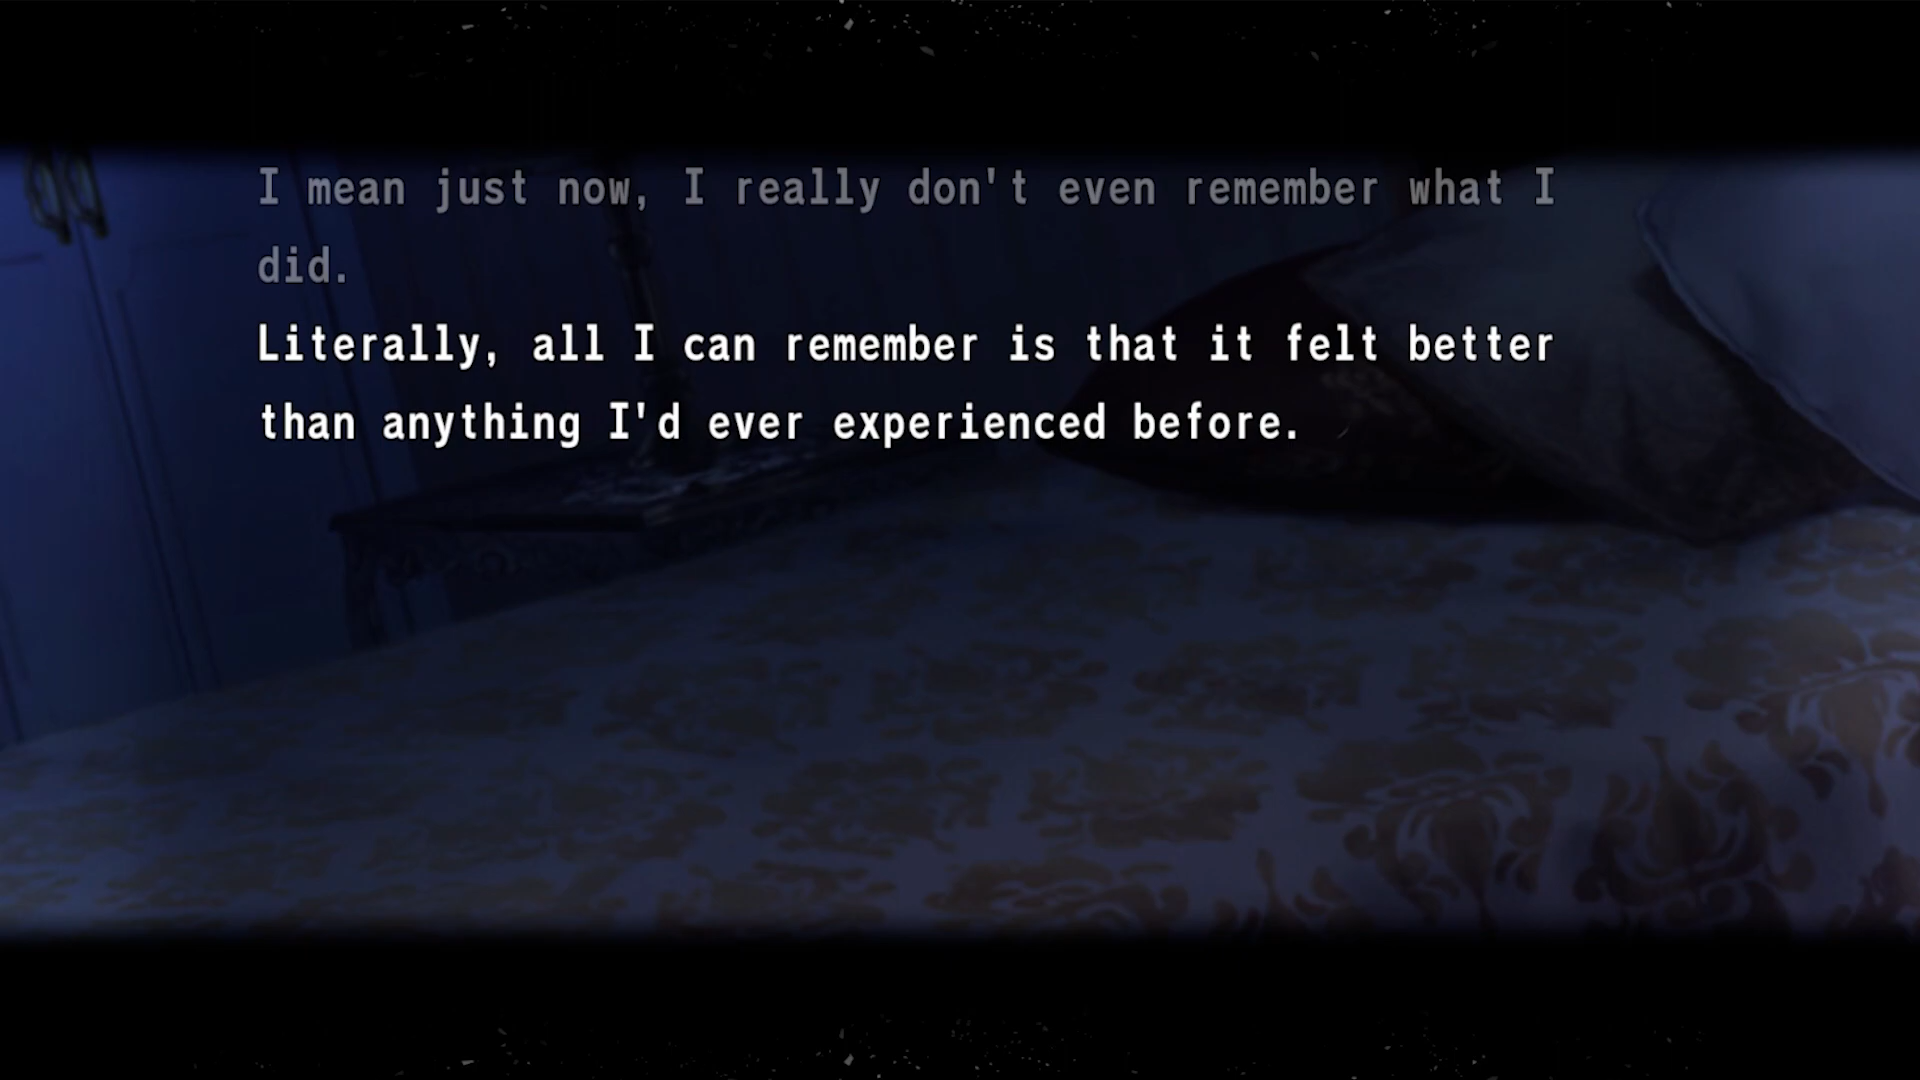 I mean just now, I really don't even remember what I
did.
Literally, all I can remember is that it felt better
than anything I'd ever experienced before.